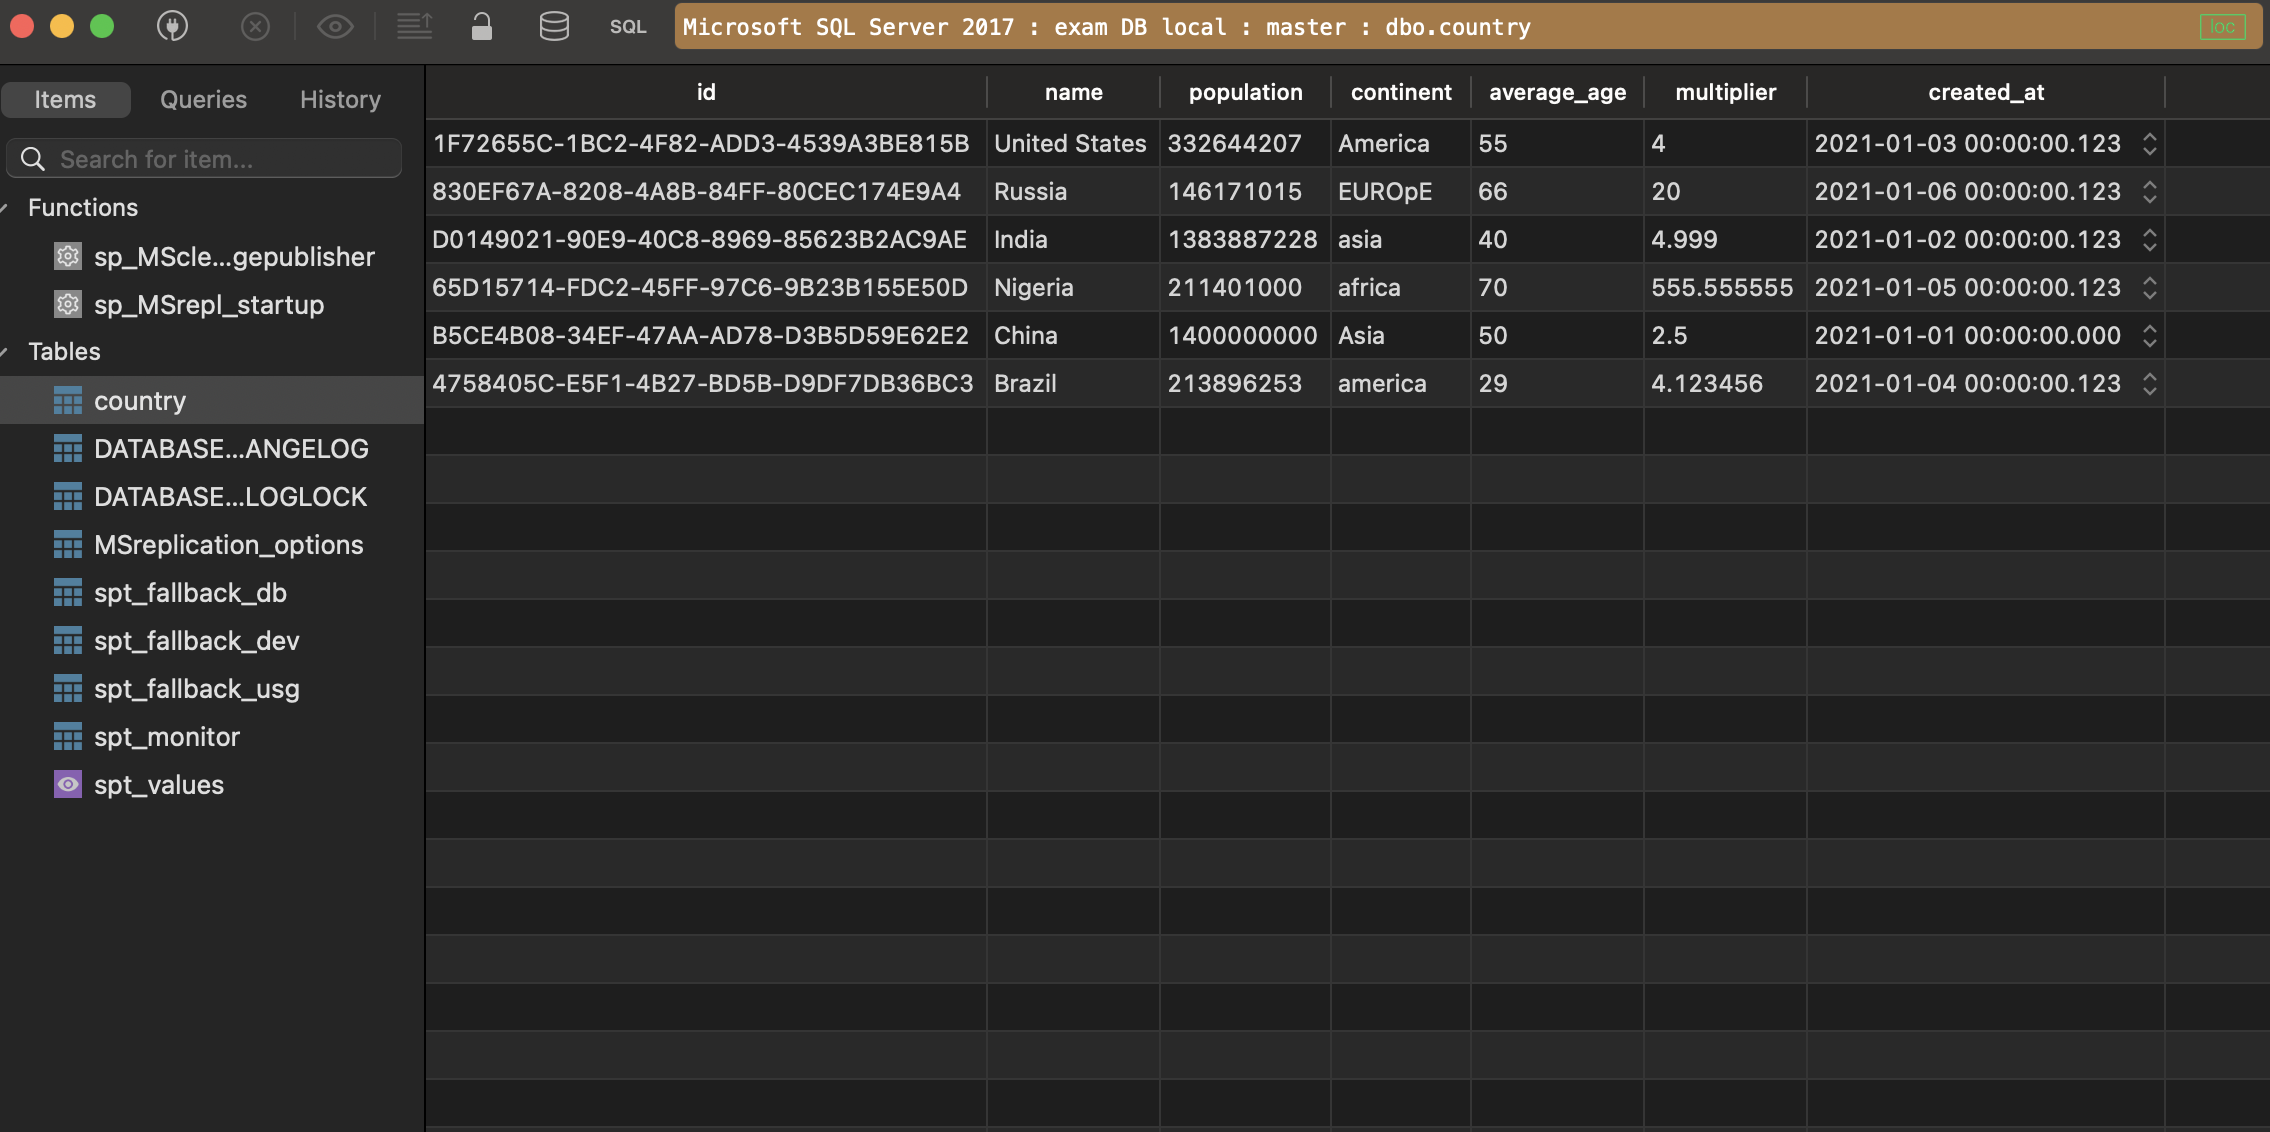 SQL
Microsoft SQL Server 2017 : exam DB local : master : dbo.country
loc
Items Queries History
Search for item...
Functions
sp_MScle...gepublisher
sp_MSrepl_startup
Tables
country
DATABASE...ANGELOG
DATABASE...LOGLOCK
MSreplication_options
spt_fallback_db
spt_fallback_dev
spt_fallback_usg
spt_monitor
spt_values
id name population continent average_age multiplier created_at
1F72655C-1BC2-4F82-ADD3-4539A3BE815B United States 332644207 America 55 4 2021-01-03 00:00:00.123
830EF67A-8208-4A8B-84FF-80CEC174E9A4 Russia 146171015 EUROpE 66 20 2021-01-06 00:00:00.123
D0149021-90E9-40C8-8969-85623B2AC9AE India 1383887228 asia 40 4.999 2021-01-02 00:00:00.123
65D15714-FDC2-45FF-97C6-9B23B155E50D Nigeria 211401000 africa 70 555.555555 2021-01-05 00:00:00.123
B5CE4B08-34EF-47AA-AD78-D3B5D59E62E2 China 1400000000 Asia 50 2.5 2021-01-01 00:00:00.000
4758405C-E5F1-4B27-BD5B-D9DF7DB36BC3 Brazil 213896253 america 29 4.123456 2021-01-04 00:00:00.123